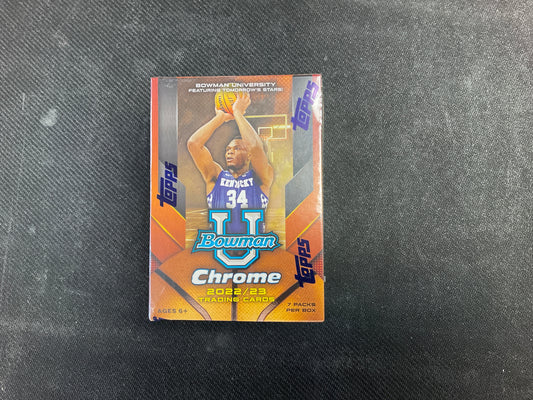 BOWMAN UNIVERSITY
FEATURING TOMORROW'S STARS!
topps
topps
KENTUCKY
34
U
Bowman
topps
Chrome
2022/23
TRADING CARDS
AGES 6+
7 PACKS
PER BOX